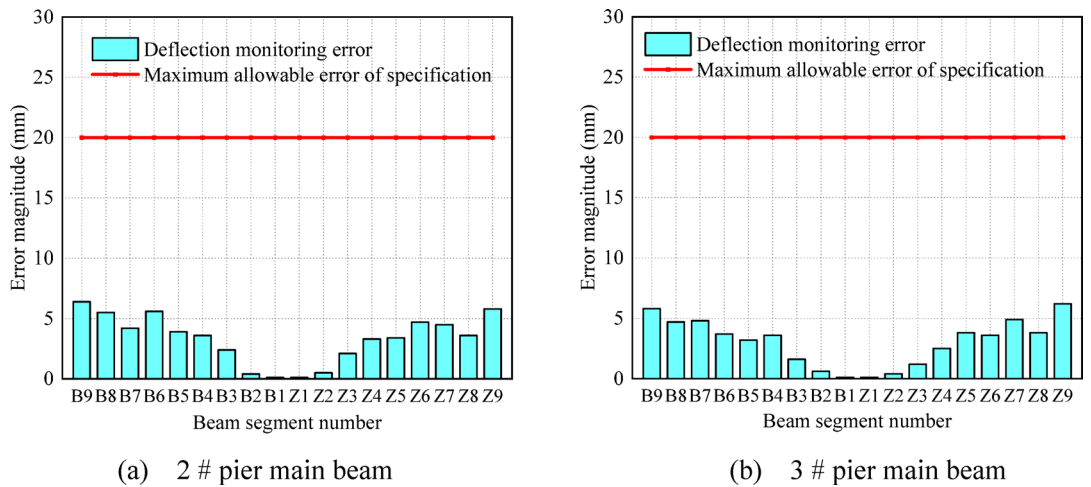 30
25
20
15
10
5
0
Error magnitude (mm)
Deflection monitoring error
Maximum allowable error of specification
B9 B8 B7 B6 B5 B4 B3 B2 B1 Z1 Z2 Z3 Z4 Z5 Z6 Z7 Z8 Z9
Beam segment number
(a) 2 # pier main beam
30
25
20
15
10
5
0
Error magnitude (mm)
Deflection monitoring error
Maximum allowable error of specification
B9 B8 B7 B6 B5 B4 B3 B2 B1 Z1 Z2 Z3 Z4 Z5 Z6 Z7 Z8 Z9
Beam segment number
(b) 3 # pier main beam